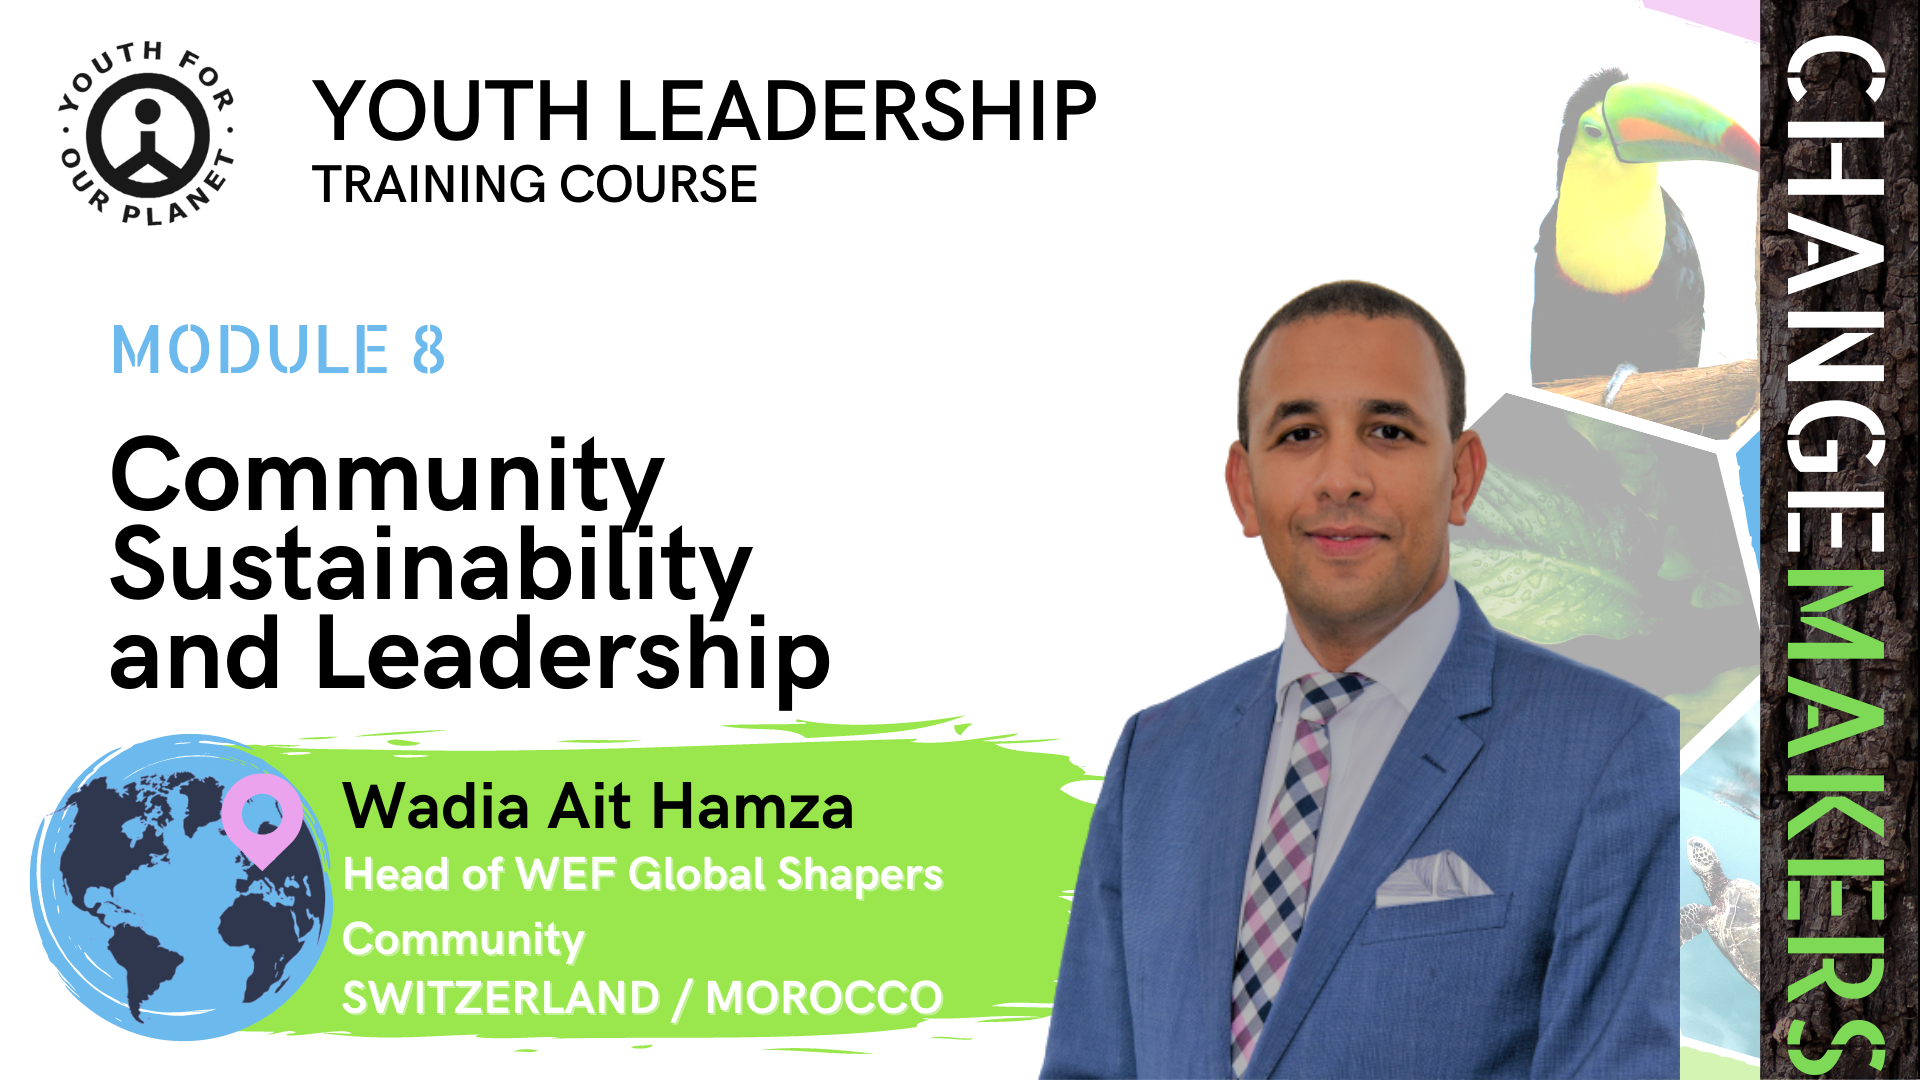 YOUTH FOR
OUR PLANET
YOUTH LEADERSHIP
TRAINING COURSE
MODULE 8
Community
Sustainability
and Leadership
Wadia Ait Hamza
Head of WEF Global Shapers
Community
SWITZERLAND / MOROCCO
CHANGEMAKERS